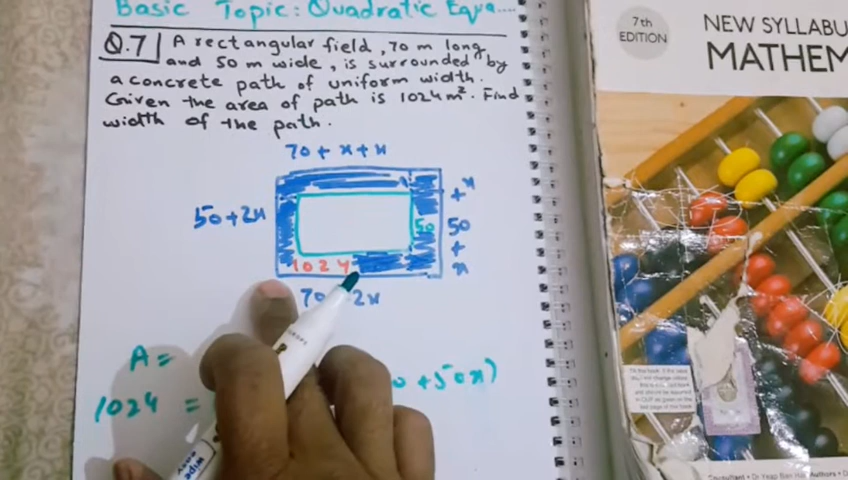 Basic Topic: Quadratic Equa....
Q.7 A rectangular field, 70 m long
and 50 m wide, is surrounded by
a concrete path of uniform width.
Given the area of path is 1024 m². Find
width of the path.
70 + x + x
50+2x
x
+
50
+
x
50
1024
70 2x
A =
1024 = + 50x)
7th
EDITION
NEW SYLLABU
MATHEM